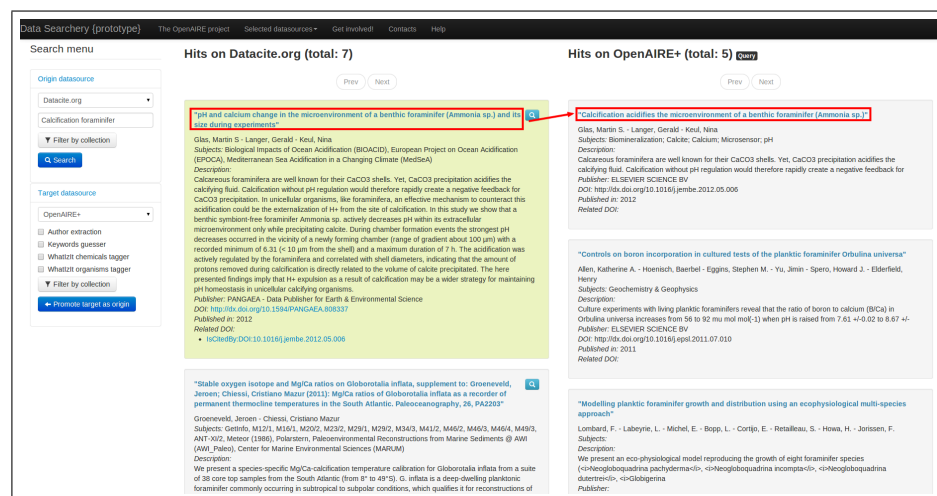 Data Searchery {prototype} The OpenAIRE project Selected datasources Get involved! Contacts Help
Search menu
Origin datasource
Datacite.org
Calcification foraminifer
Filter by collection
Search
Target datasource
OpenAIRE+
Author extraction
Keywords guesser
WhatIzIt chemicals tagger
WhatIzIt organisms tagger
Filter by collection
Promote target as origin
Hits on Datacite.org (total: 7)
Prev Next
"pH and calcium change in the microenvironment of a benthic foraminifer (Ammonia sp.) and its
size during experiments"
Glas, Martin S - Langer, Gerald - Keul, Nina
Subjects: Biological Impacts of Ocean Acidification (BIOACID), European Project on Ocean Acidification
(EPOCA), Mediterranean Sea Acidification in a Changing Climate (MedSeA)
Description:
Calcareous foraminifera are well known for their CaCO3 shells. Yet, CaCO3 precipitation acidifies the
calcifying fluid. Calcification without pH regulation would therefore rapidly create a negative feedback for
CaCO3 precipitation. In unicellular organisms, like foraminifera, an effective mechanism to counteract this
acidification could be the externalization of H+ from the site of calcification. In this study we show that a
benthic symbiont-free foraminifer Ammonia sp. actively decreases pH within its extracellular
microenvironment only while precipitating calcite. During chamber formation events the strongest pH
decreases occurred in the vicinity of a newly forming chamber (range of gradient about 100 µm) with a
recorded minimum of 6.31 (< 10 µm from the shell) and a maximum duration of 7 h. The acidification was
actively regulated by the foraminifera and correlated with shell diameters, indicating that the amount of
protons removed during calcification is directly related to the volume of calcite precipitated. The here
presented findings imply that H+ expulsion as a result of calcification may be a wider strategy for maintaining
pH homeostasis in unicellular calcifying organisms.
Publisher: PANGAEA - Data Publisher for Earth & Environmental Science
DOI: http://dx.doi.org/10.1594/PANGAEA.808337
Published in: 2012
Related DOI:
IsCitedBy:DOI:10.1016/j.jembe.2012.05.006
"Stable oxygen isotope and Mg/Ca ratios on Globorotalia inflata, supplement to: Groeneveld,
Jeroen; Chiessi, Cristiano Mazur (2011): Mg/Ca ratios of Globorotalia inflata as a recorder of
permanent thermocline temperatures in the South Atlantic. Paleoceanography, 26, PA2203"
Groeneveld, Jeroen - Chiessi, Cristiano Mazur
Subjects: GetInfo, M12/1, M16/1, M20/2, M23/2, M29/1, M29/2, M34/3, M41/2, M46/2, M46/3, M46/4, M49/3,
ANT-XI/2, Meteor (1986), Polarstern, Paleoenvironmental Reconstructions from Marine Sediments @ AWI
(AWI_Paleo), Center for Marine Environmental Sciences (MARUM)
Description:
We present a species-specific Mg/Ca-calcification temperature calibration for Globorotalia inflata from a suite
of 38 core top samples from the South Atlantic (from 8° to 49°S). G. inflata is a deep-dwelling planktonic
foraminifer commonly occurring in subtropical to subpolar conditions, which qualifies it for reconstructions of
Hits on OpenAIRE+ (total: 5) Query
Prev Next
"Calcification acidifies the microenvironment of a benthic foraminifer (Ammonia sp.)"
Glas, Martin S. - Langer, Gerald - Keul, Nina
Subjects: Biomineralization; Calcite; Calcium; Microsensor; pH
Description:
Calcareous foraminifera are well known for their CaCO3 shells. Yet, CaCO3 precipitation acidifies the
calcifying fluid. Calcification without pH regulation would therefore rapidly create a negative feedback for
Publisher: ELSEVIER SCIENCE BV
DOI: http://dx.doi.org/10.1016/j.jembe.2012.05.006
Published in: 2012
Related DOI:
"Controls on boron incorporation in cultured tests of the planktic foraminifer Orbulina universa"
Allen, Katherine A. - Hoenisch, Baerbel - Eggins, Stephen M. - Yu, Jimin - Spero, Howard J. - Elderfield,
Henry
Subjects: Geochemistry & Geophysics
Description:
Culture experiments with living planktic foraminifers reveal that the ratio of boron to calcium (B/Ca) in
Orbulina universa increases from 56 to 92 mu mol mol(-1) when pH is raised from 7.61 +/-0.02 to 8.67 +/-
Publisher: ELSEVIER SCIENCE BV
DOI: http://dx.doi.org/10.1016/j.epsl.2011.07.010
Published in: 2011
Related DOI:
"Modelling planktic foraminifer growth and distribution using an ecophysiological multi-species
approach"
Lombard, F. - Labeyrie, L. - Michel, E. - Bopp, L. - Cortijo, E. - Retailleau, S. - Howa, H. - Jorissen, F.
Subjects:
Description:
We present an eco-physiological model reproducing the growth of eight foraminifer species
(<i>Neogloboquadrina pachyderma</i>, <i>Neogloboquadrina incompta</i>, <i>Neogloboquadrina
dutertrei</i>, <i>Globigerina
Publisher: